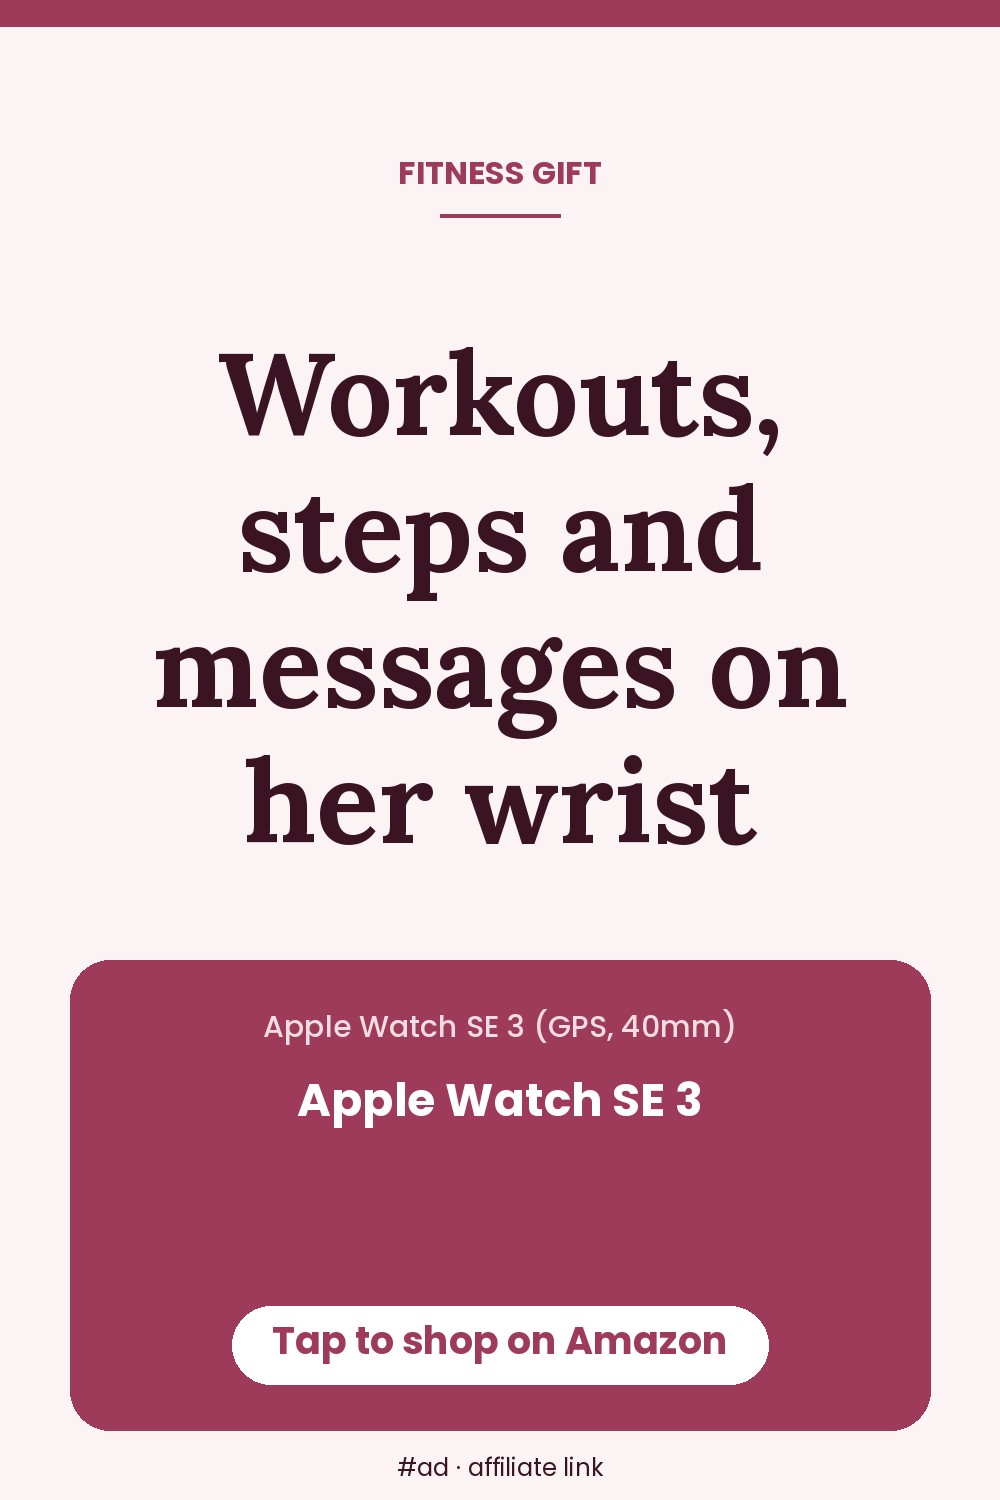 FITNESS GIFT
Workouts,
steps and
messages on
her wrist
Apple Watch SE 3 (GPS, 40mm)
Apple Watch SE 3
Tap to shop on Amazon
#ad · affiliate link